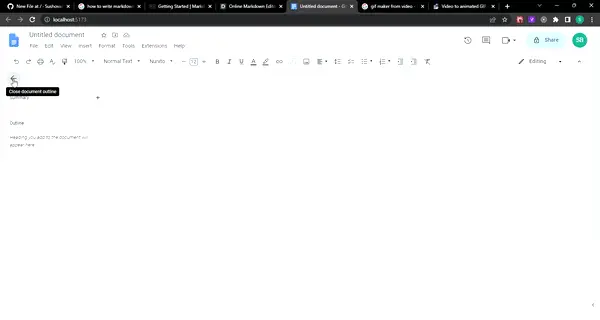 New File at / - Sushov
how to write markdown
Getting Started | Mark
Online Markdown Edit
Untitled document - G
gif maker from video -
Video to animated GIF
localhost:5173
S
Untitled document
File Edit View Insert Format Tools Extensions Help
Share
SB
100% Normal Text Nunito 12 B I U A Editing
Close document outline
Summary +
Outline
Headings you add to the document will
appear here.